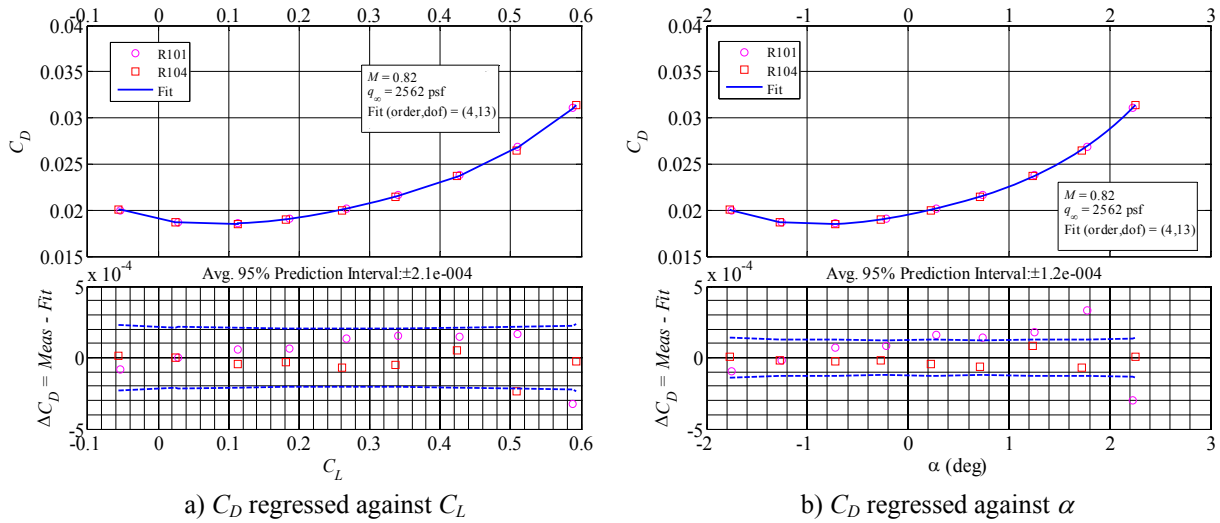 -0.1 0 0.1 0.2 0.3 0.4 0.5 0.6
0.04
0.035
0.03
0.025
0.02
0.015
C_D
R101
R104
Fit
M = 0.82
q∞ = 2562 psf
Fit (order,dof) = (4,13)
x 10^-4
Avg. 95% Prediction Interval:±2.1e-004
5
0
-5
ΔC_D = Meas - Fit
-0.1 0 0.1 0.2 0.3 0.4 0.5 0.6
C_L
a) C_D regressed against C_L
-2 -1 0 1 2 3
0.04
0.035
0.03
0.025
0.02
0.015
C_D
R101
R104
Fit
M = 0.82
q∞ = 2562 psf
Fit (order,dof) = (4,13)
x 10^-4
Avg. 95% Prediction Interval:±1.2e-004
5
0
-5
ΔC_D = Meas - Fit
-2 -1 0 1 2 3
α (deg)
b) C_D regressed against α